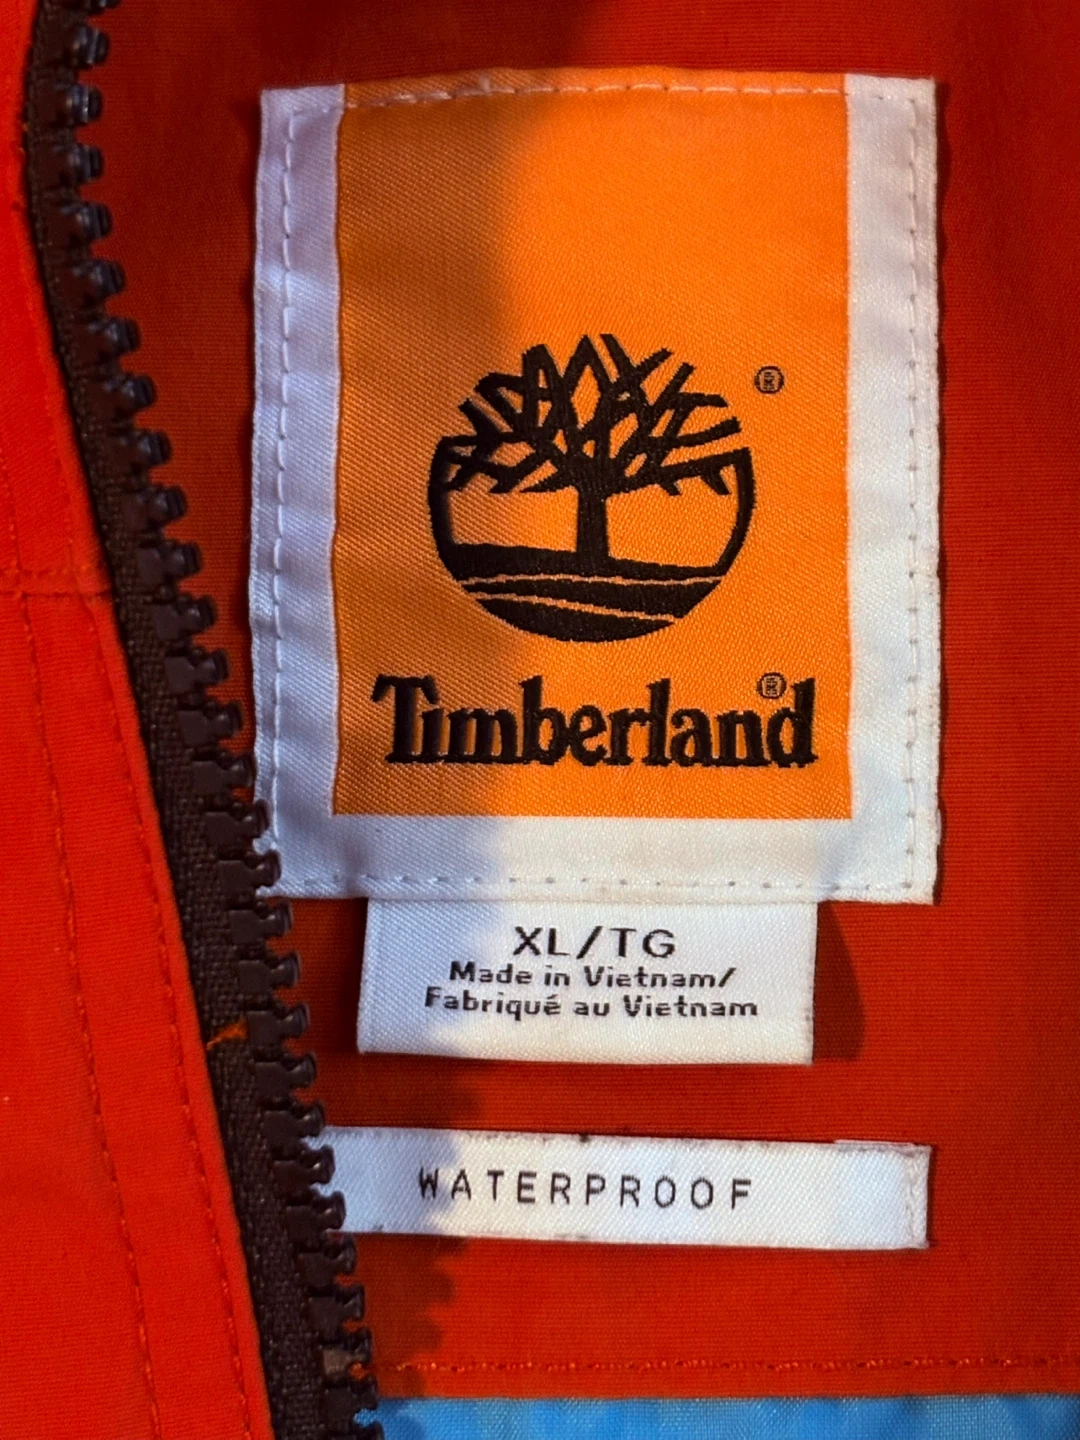 ®
Timberland®
XL/TG
Made in Vietnam/
Fabriqué au Vietnam
WATERPROOF